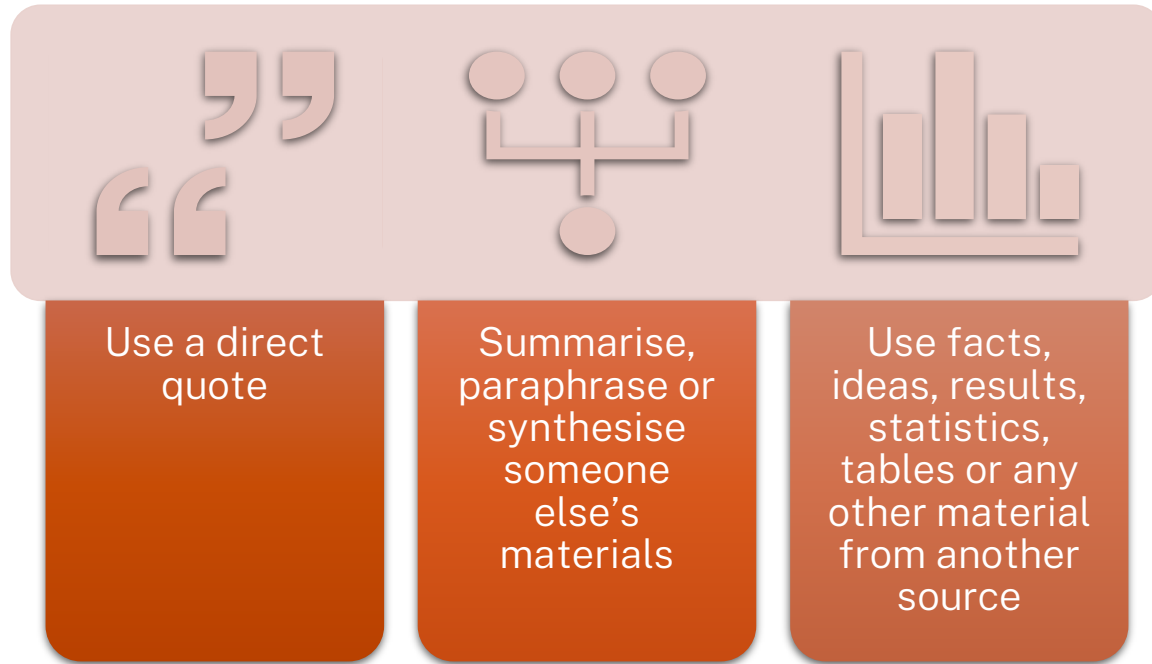 Use a direct
quote
Summarise,
paraphrase or
synthesise
someone
else’s
materials
Use facts,
ideas, results,
statistics,
tables or any
other material
from another
source